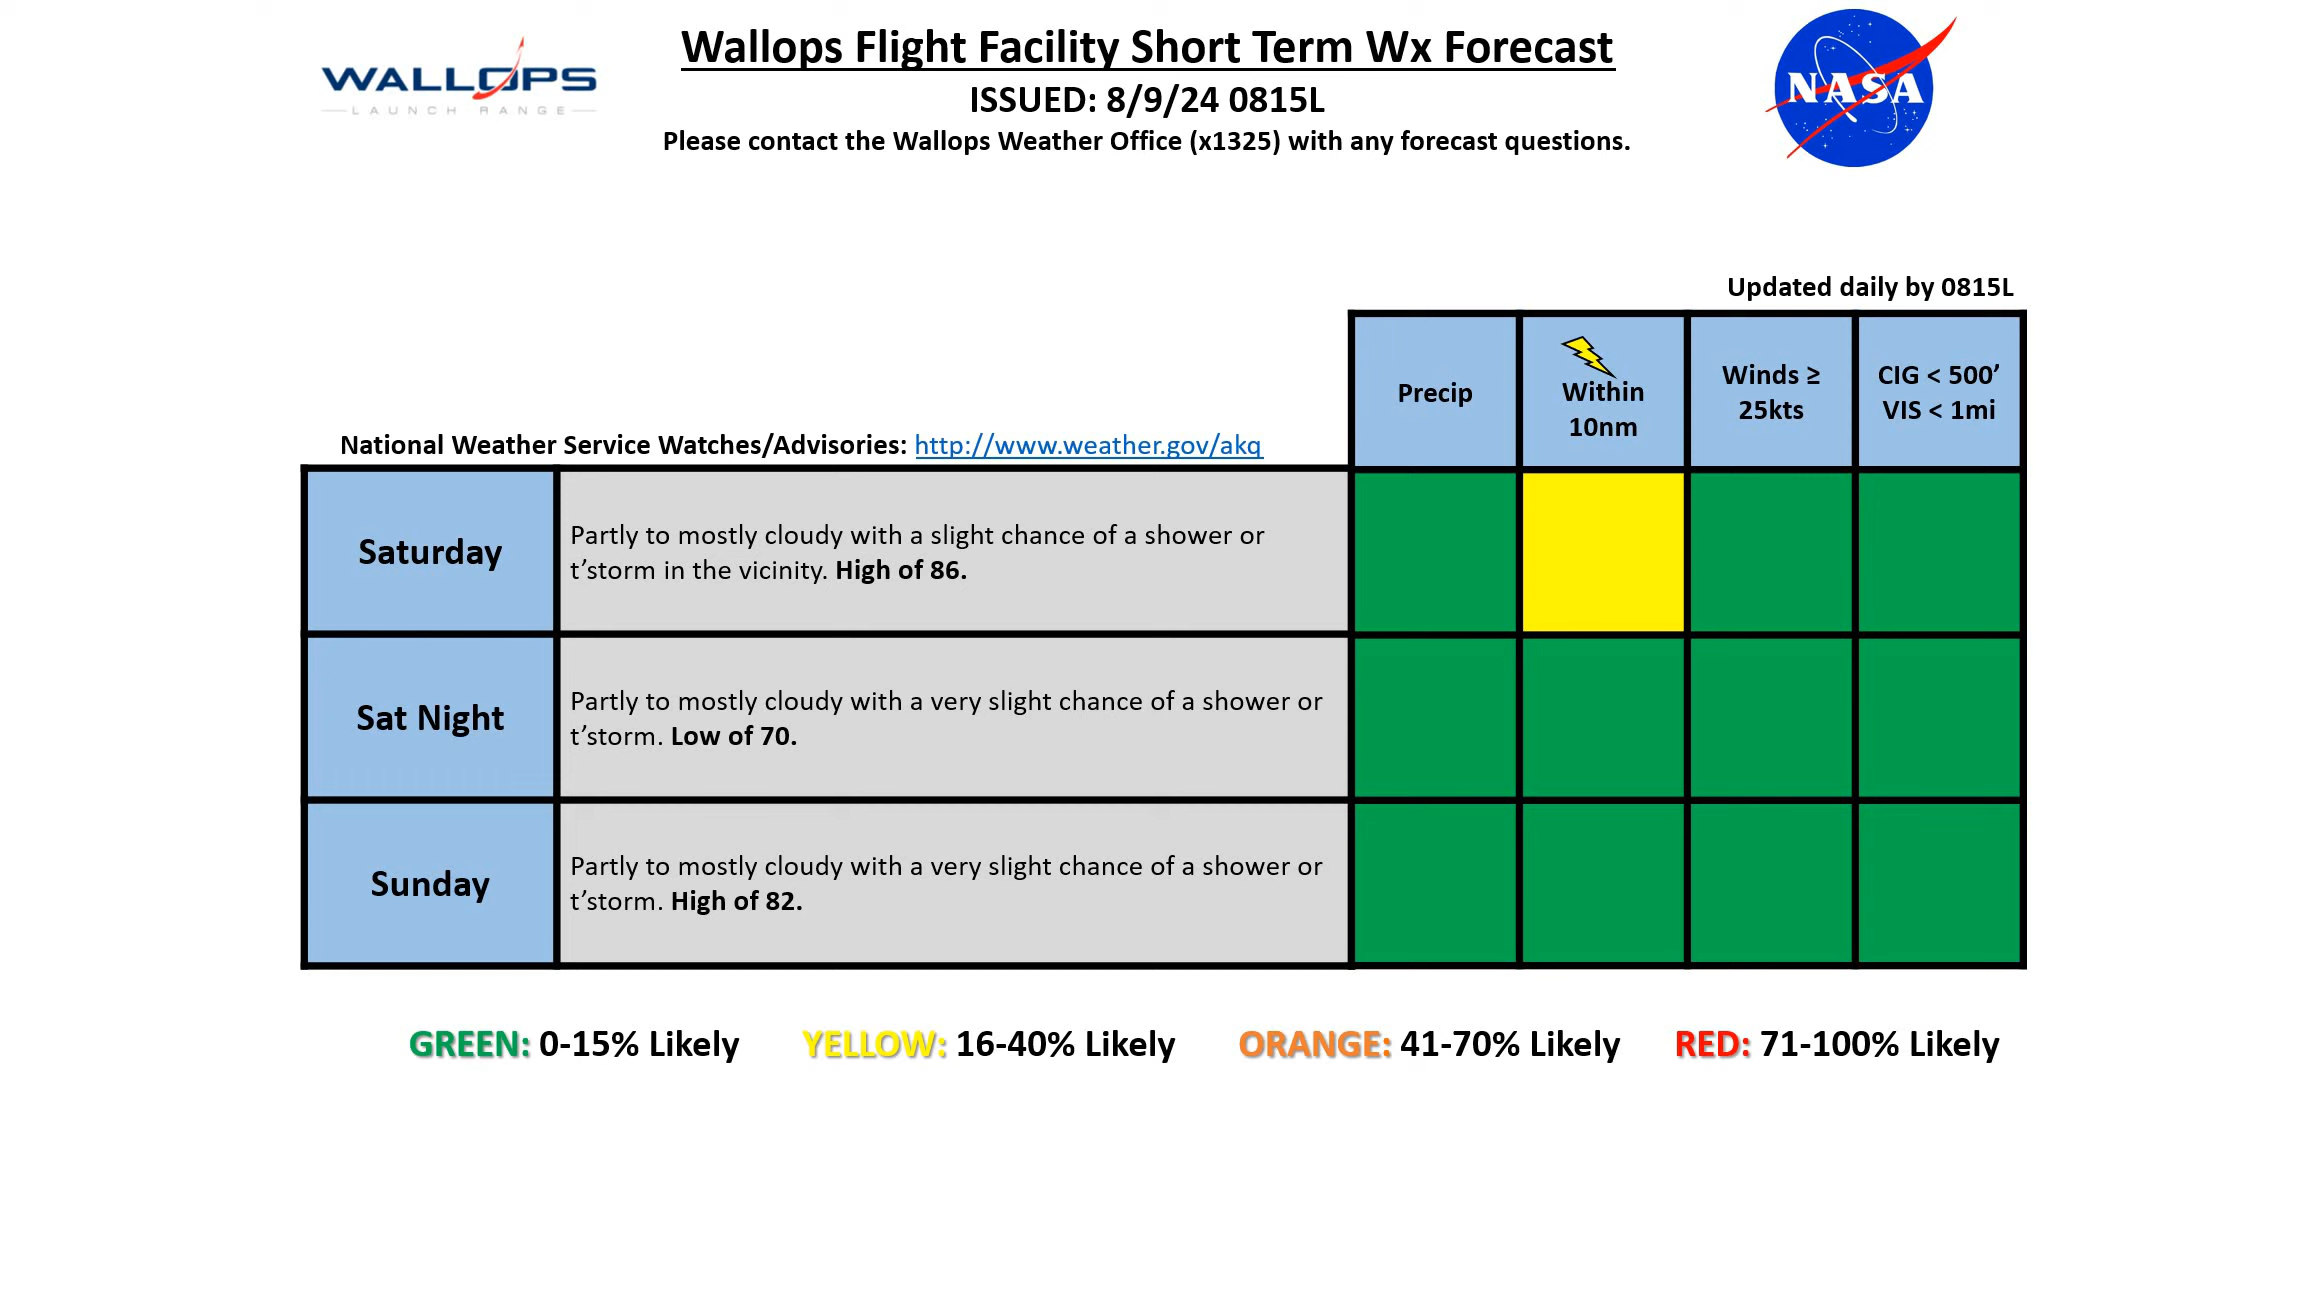 WALLOPS
LAUNCH RANGE
Wallops Flight Facility Short Term Wx Forecast
ISSUED: 8/9/24 0815L
Please contact the Wallops Weather Office (x1325) with any forecast questions.
NASA
Updated daily by 0815L
National Weather Service Watches/Advisories: http://www.weather.gov/akq
Precip
Within
10nm
Winds ≥
25kts
CIG < 500’
VIS < 1mi
Saturday
Partly to mostly cloudy with a slight chance of a shower or
t’storm in the vicinity. High of 86.
Sat Night
Partly to mostly cloudy with a very slight chance of a shower or
t’storm. Low of 70.
Sunday
Partly to mostly cloudy with a very slight chance of a shower or
t’storm. High of 82.
GREEN: 0-15% Likely YELLOW: 16-40% Likely ORANGE: 41-70% Likely RED: 71-100% Likely